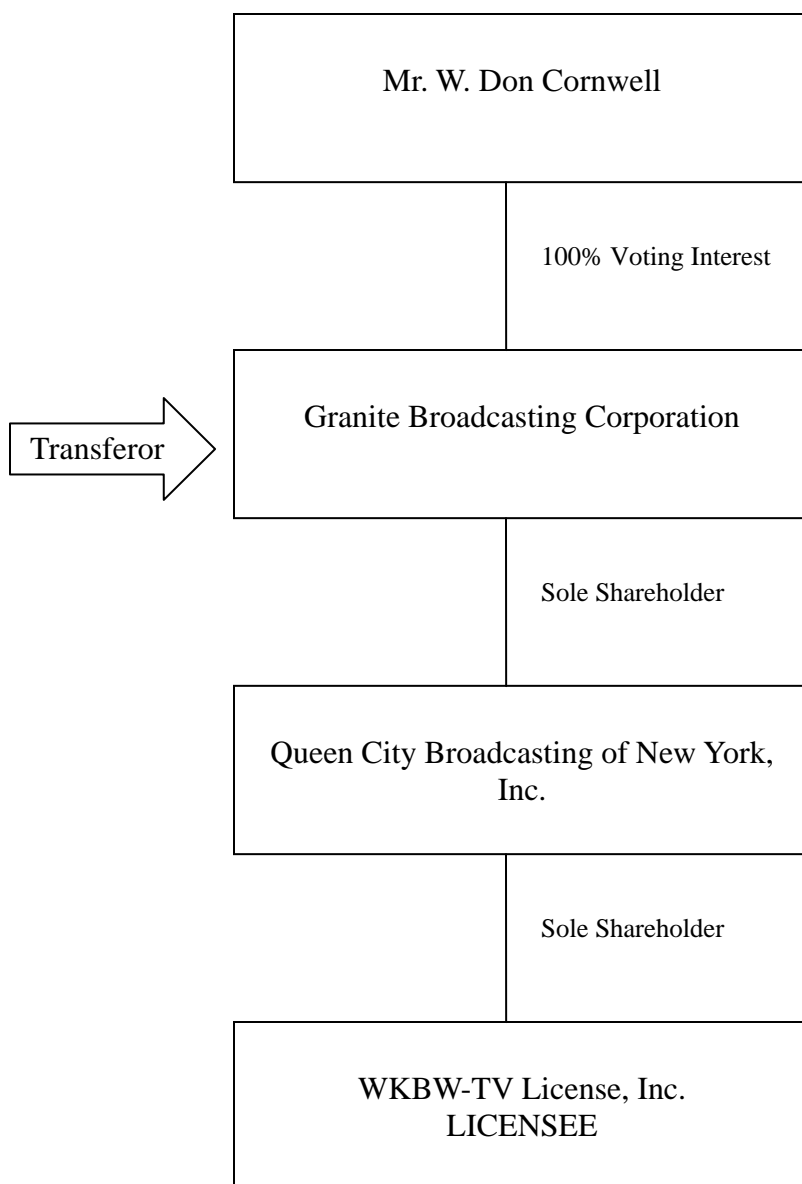 Mr. W. Don Cornwell
100% Voting Interest
Granite Broadcasting Corporation
Transferor
Sole Shareholder
Queen City Broadcasting of New York,
Inc.
Sole Shareholder
WKBW-TV License, Inc.
LICENSEE